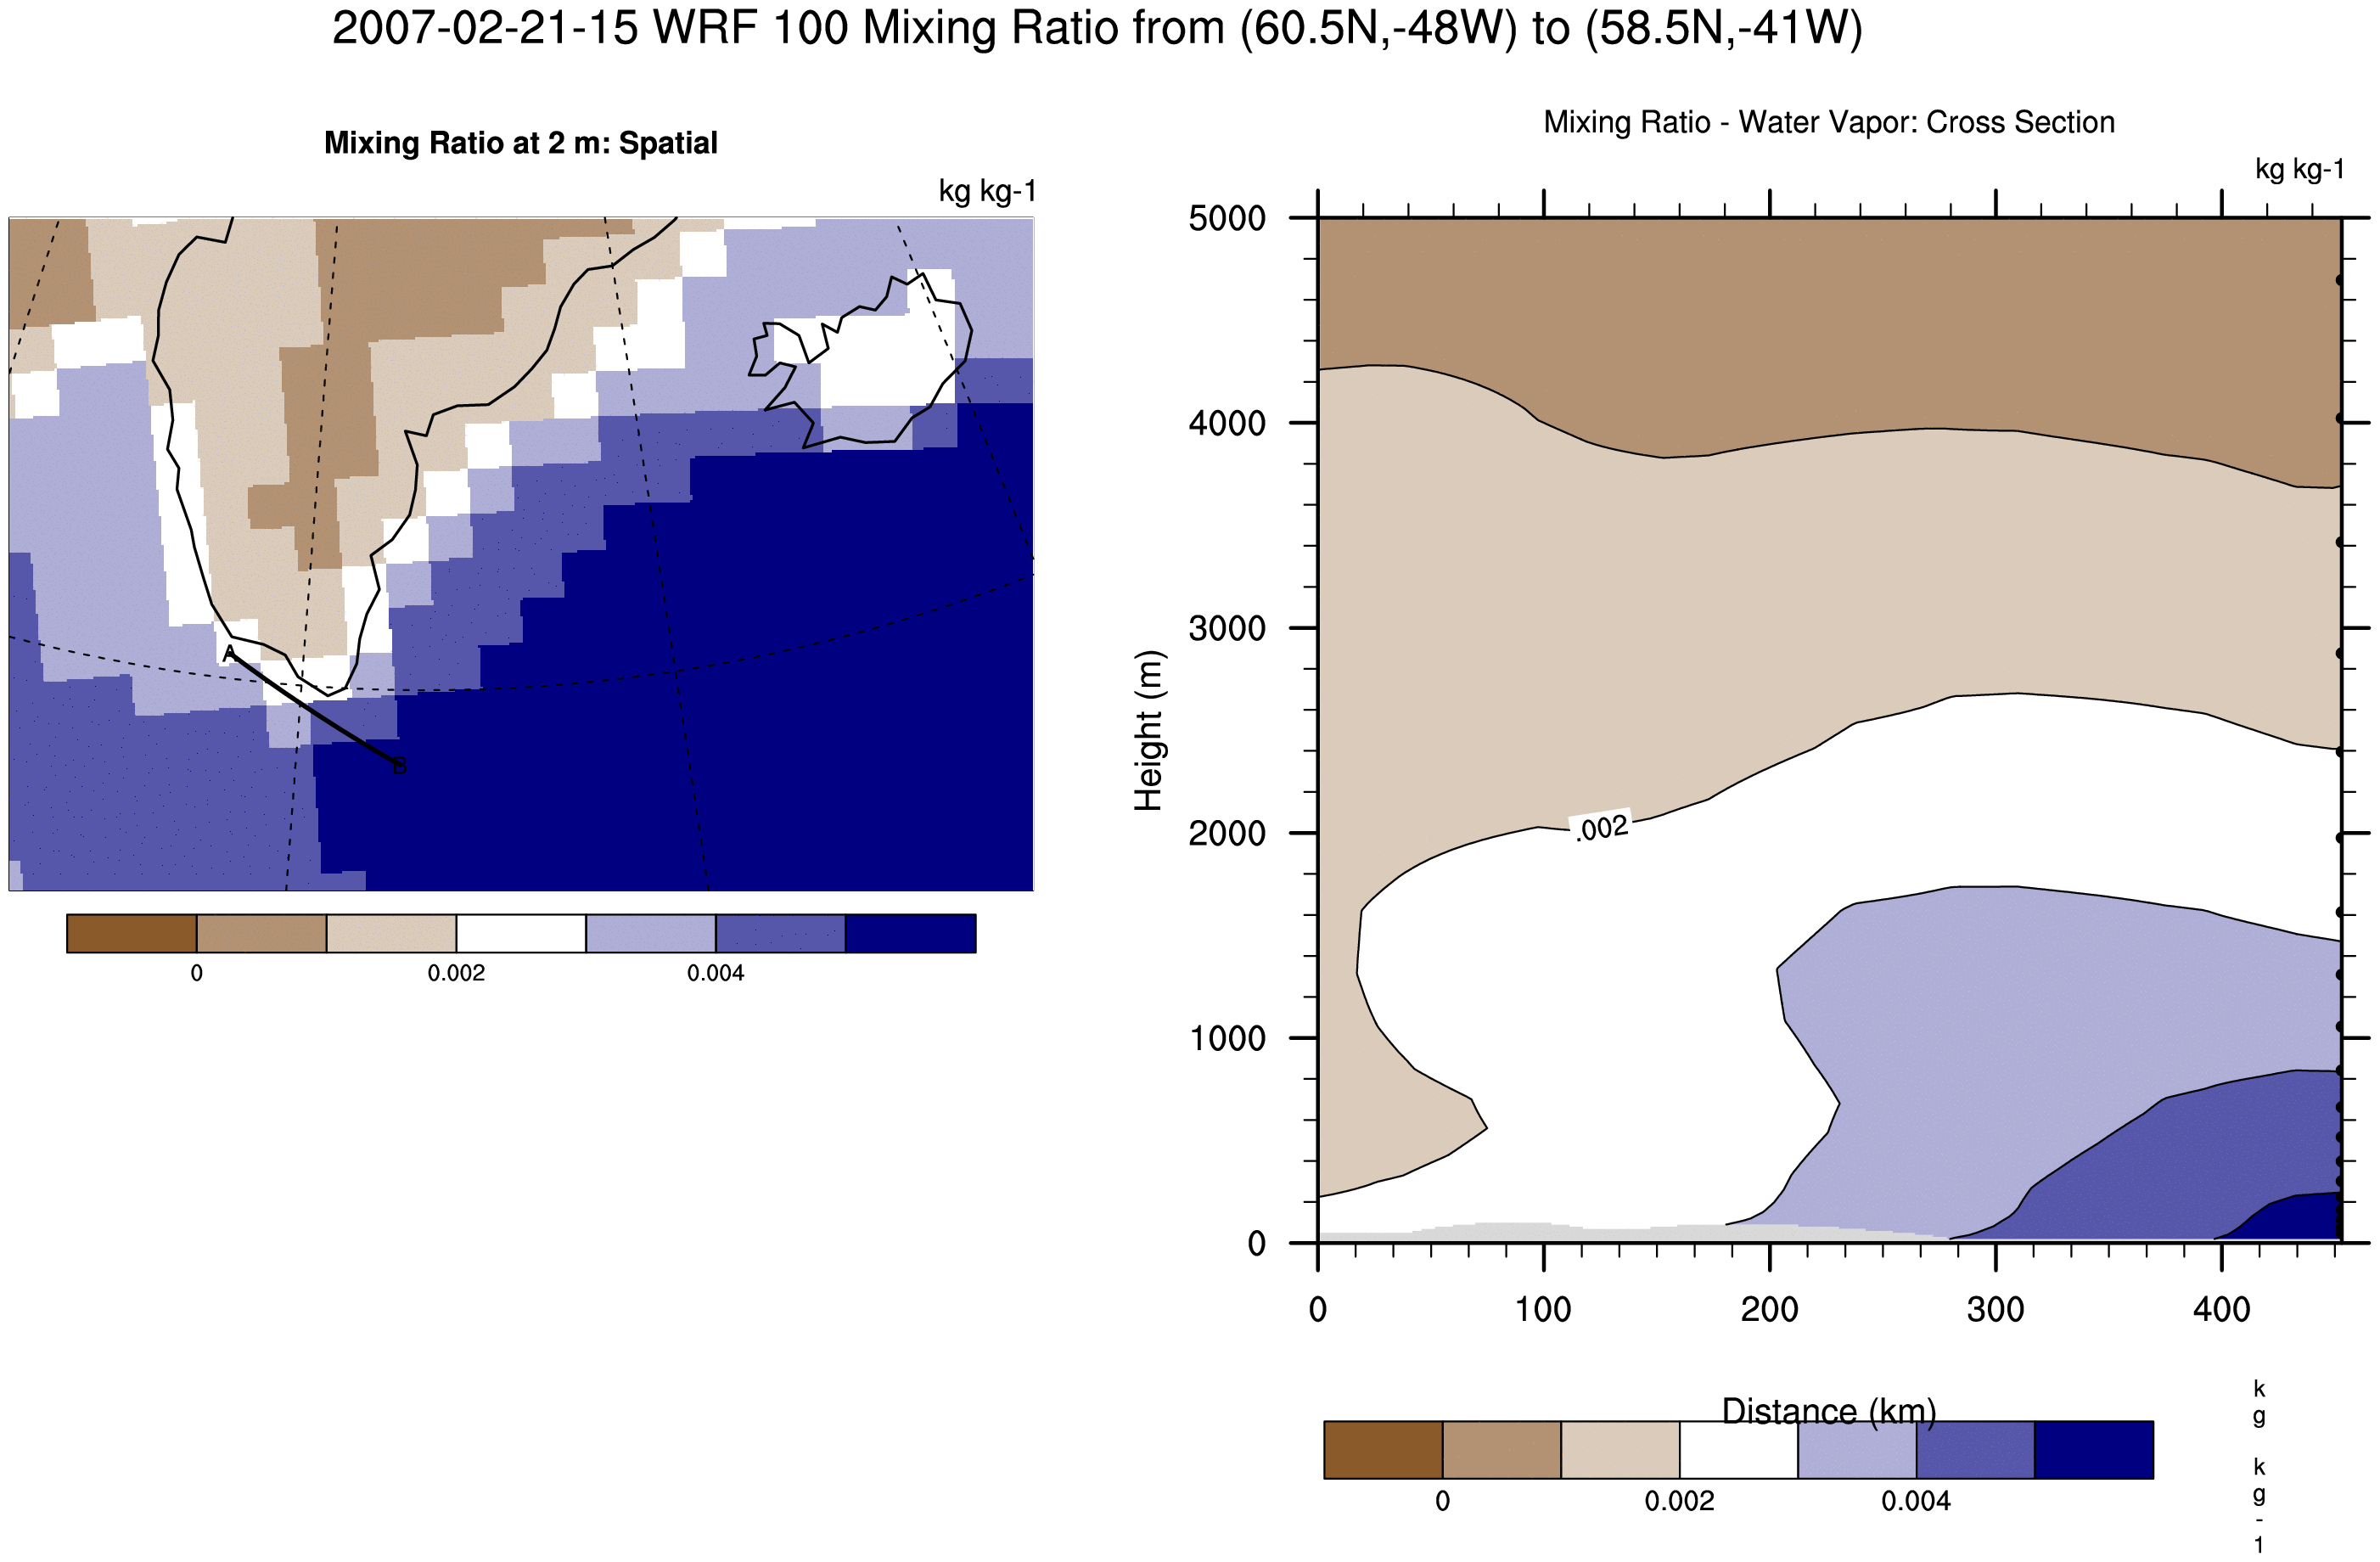 2007-02-21-15 WRF 100 Mixing Ratio from (60.5N,-48W) to (58.5N,-41W)
Mixing Ratio at 2 m: Spatial
kg kg-1
A
B
0 0.002 0.004
Mixing Ratio - Water Vapor: Cross Section
kg kg-1
5000
4000
3000
2000
1000
0
Height (m)
.002
0 100 200 300 400
Distance (km)
0 0.002 0.004
k
g
k
g
-
1